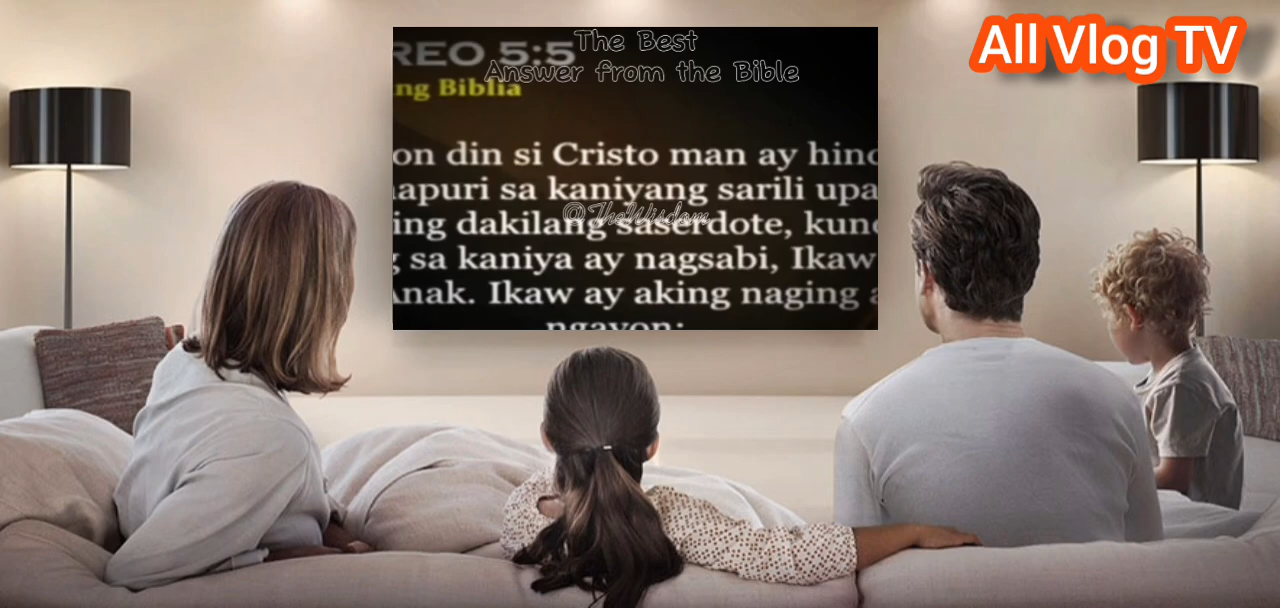 All Vlog TV
The Best
Answer from the Bible
REO 5:5
ng Biblia
on din si Cristo man ay hind
apuri sa kaniyang sarili upa
@TheWisdom
ing dakilang saserdote, kund
sa kaniya ay nagsabi, Ikaw
Anak. Ikaw ay aking naging a
ngayon: